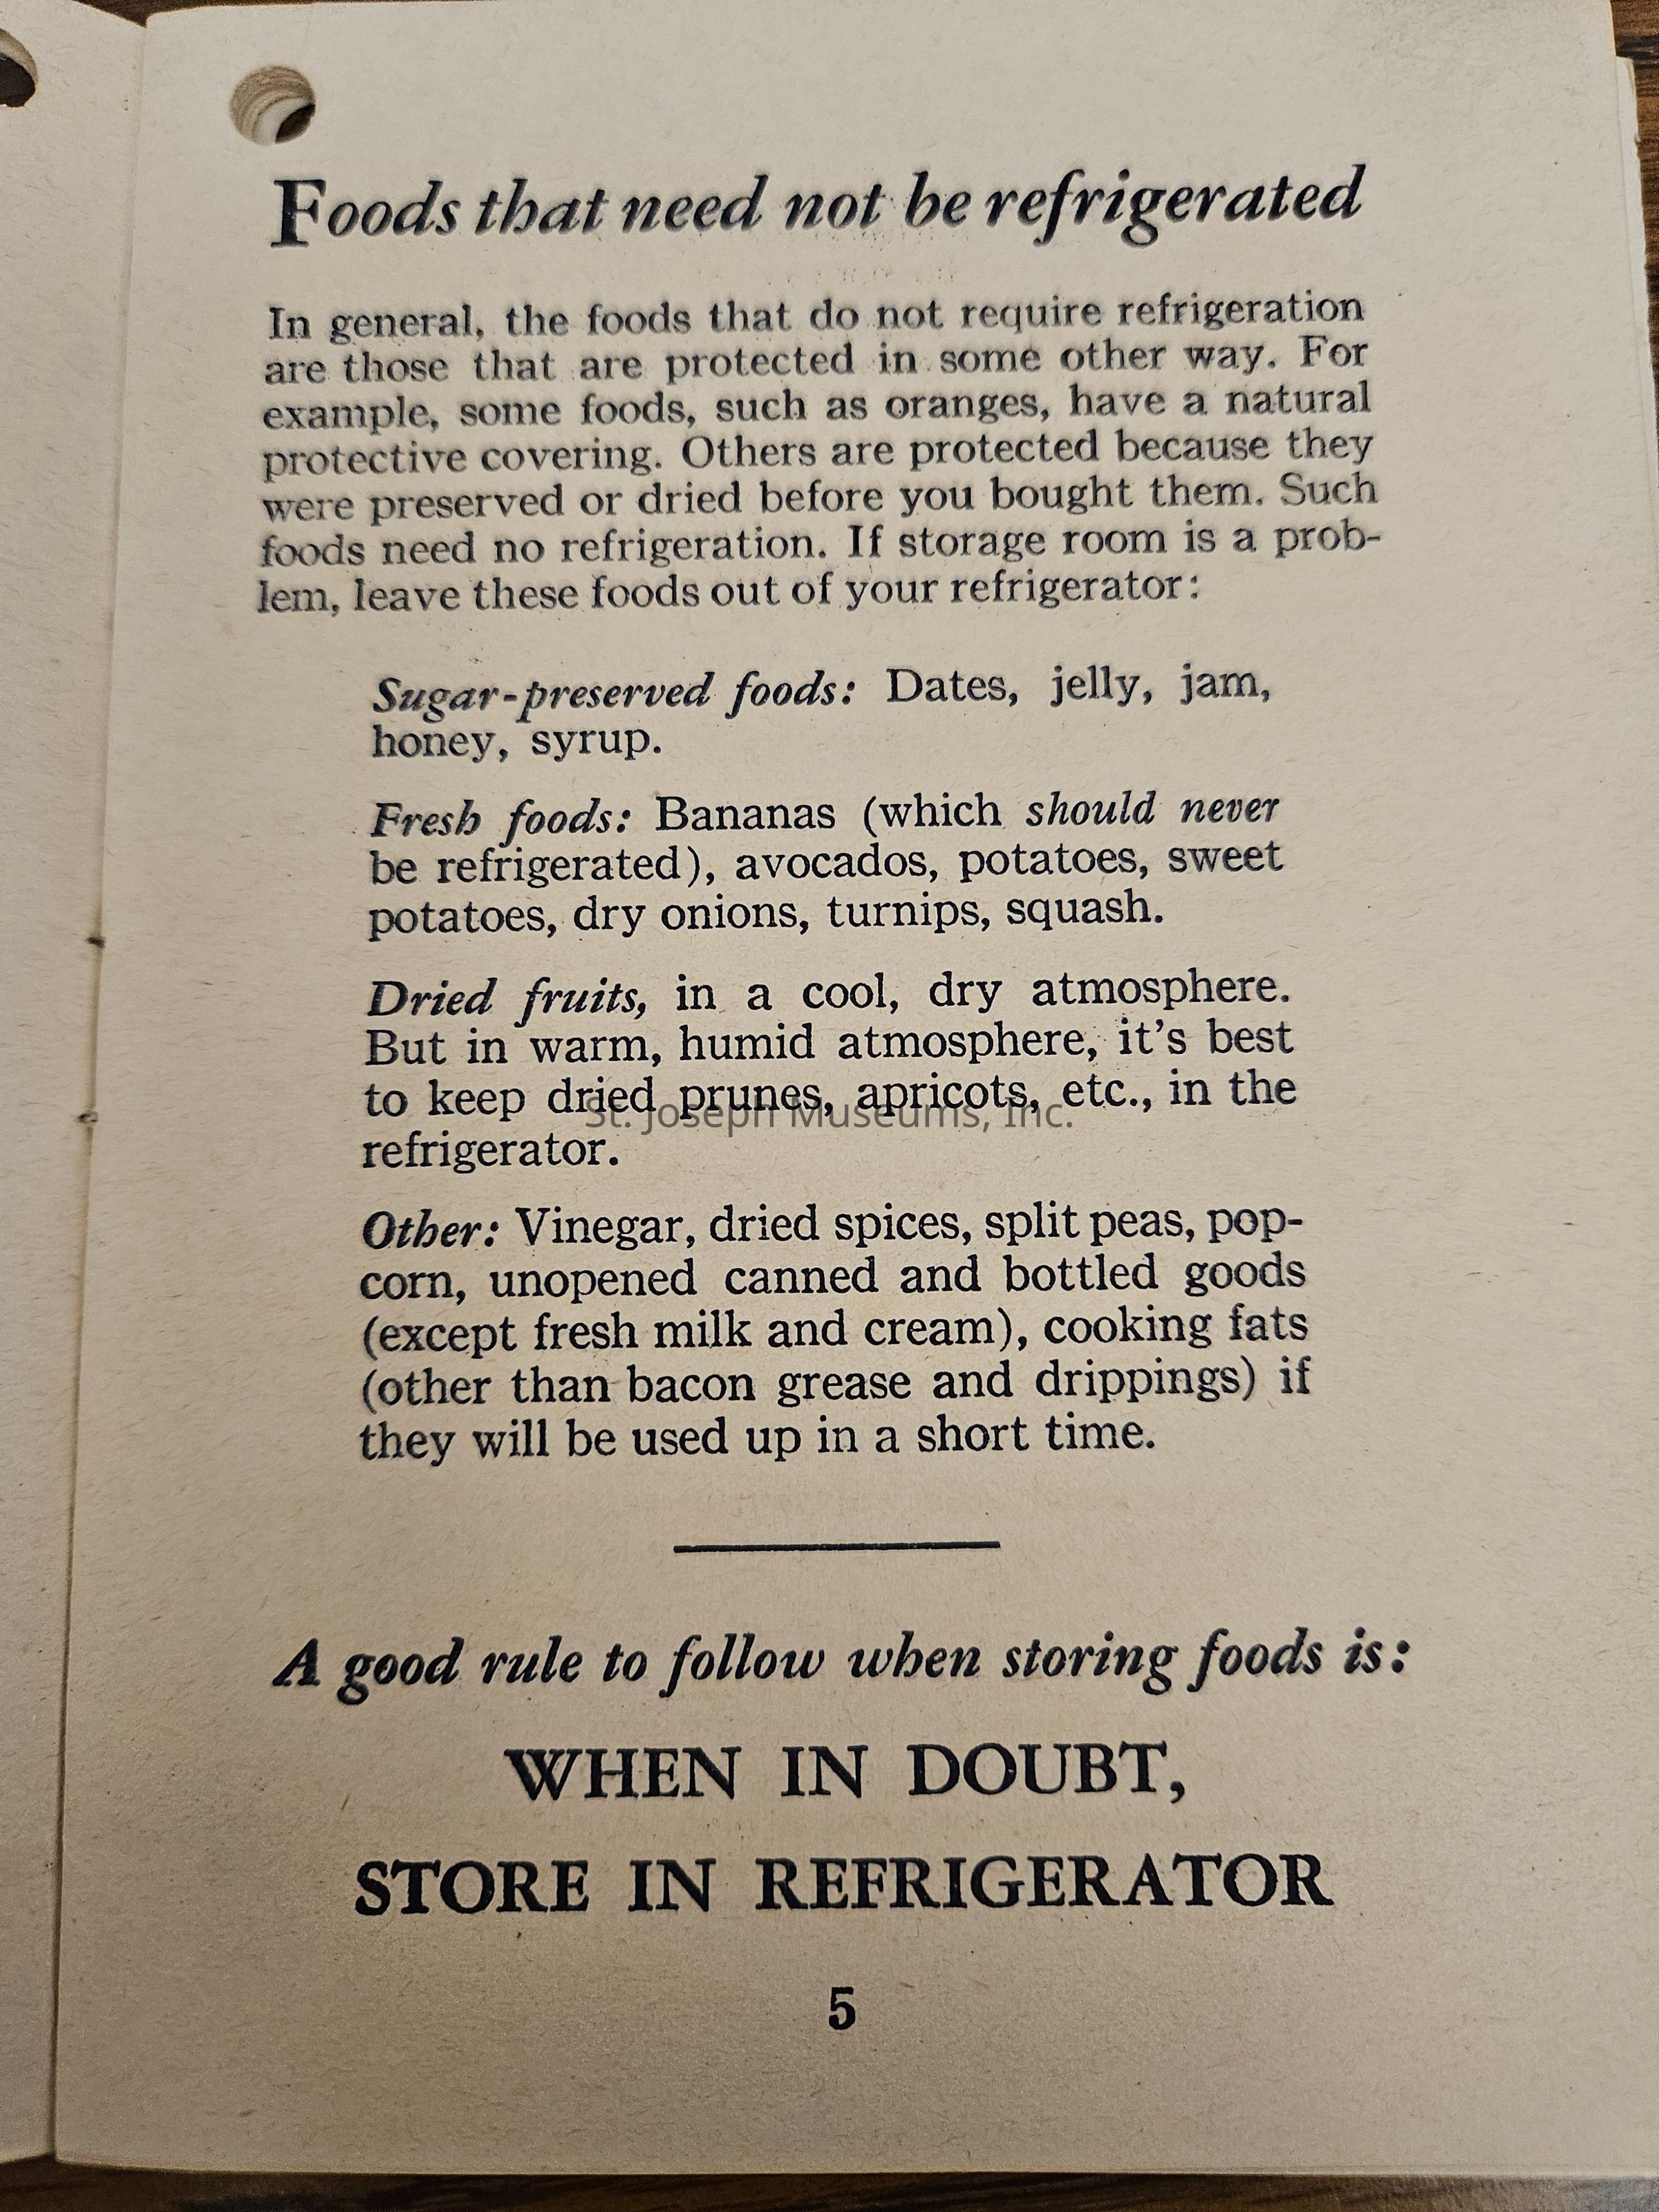 Foods that need not be refrigerated
In general, the foods that do not require refrigeration
are those that are protected in some other way. For
example, some foods, such as oranges, have a natural
protective covering. Others are protected because they
were preserved or dried before you bought them. Such
foods need no refrigeration. If storage room is a prob-
lem, leave these foods out of your refrigerator:
Sugar-preserved foods: Dates, jelly, jam,
honey, syrup.
Fresh foods: Bananas (which should never
be refrigerated), avocados, potatoes, sweet
potatoes, dry onions, turnips, squash.
Dried fruits, in a cool, dry atmosphere.
But in warm, humid atmosphere, it's best
to keep dried prunes, apricots, etc., in the
St. Joseph Museums, Inc.
refrigerator.
Other: Vinegar, dried spices, split peas, pop-
corn, unopened canned and bottled goods
(except fresh milk and cream), cooking fats
(other than bacon grease and drippings) if
they will be used up in a short time.
A good rule to follow when storing foods is:
WHEN IN DOUBT,
STORE IN REFRIGERATOR
5